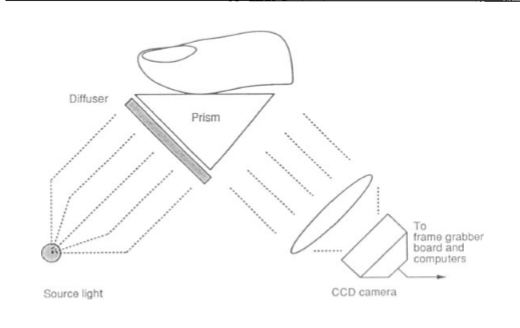 Diffuser
Prism
To
frame grabber
board and
computers
Source light
CCD camera